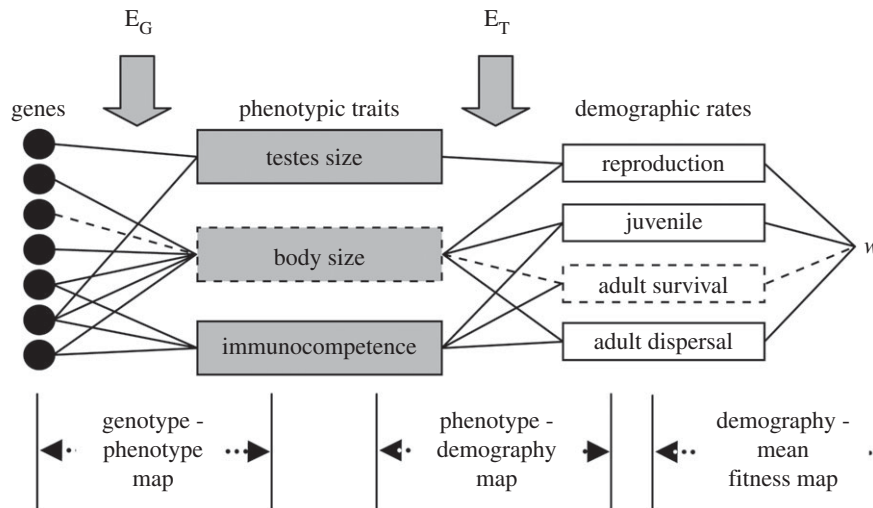 E_G
E_T
genes
phenotypic traits
demographic rates
testes size
reproduction
juvenile
body size
adult survival
immunocompetence
adult dispersal
w
genotype -
phenotype
map
phenotype -
demography
map
demography -
mean
fitness map